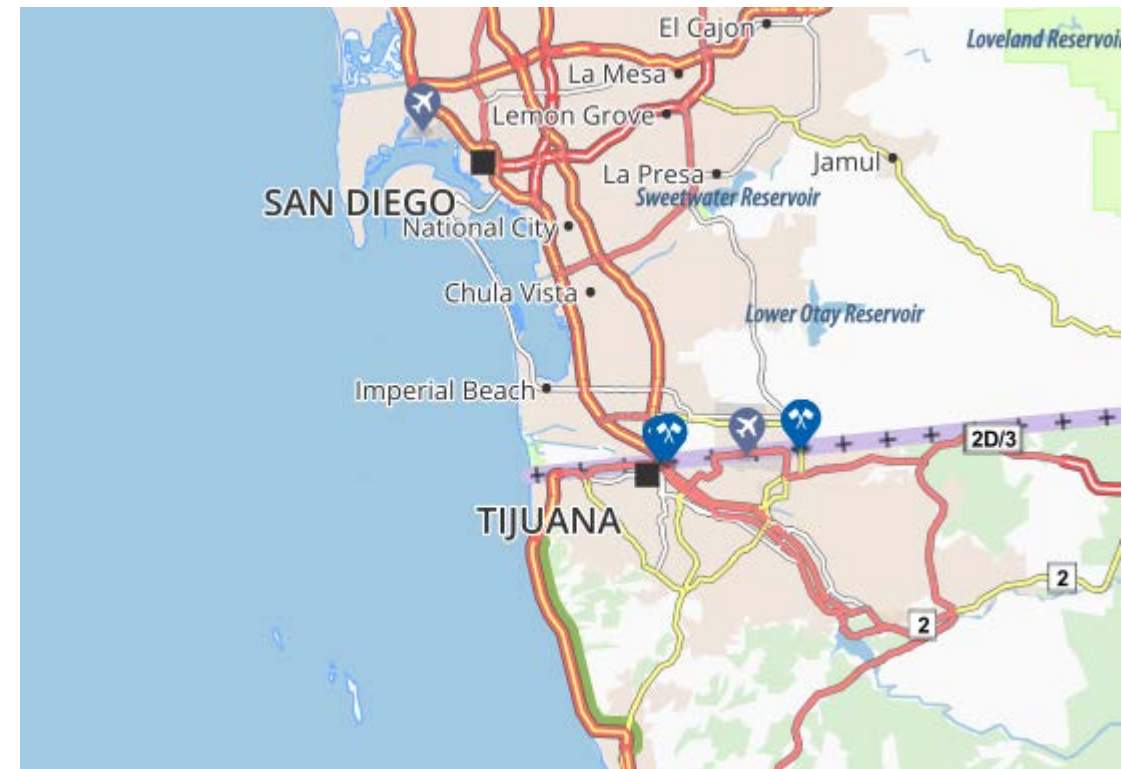 El Cajon
Loveland Reservoi
La Mesa
Lemon Grove
Jamul
La Presa
Sweetwater Reservoir
SAN DIEGO
National City
Chula Vista
Lower Otay Reservoir
Imperial Beach
2D/3
TIJUANA
2
2